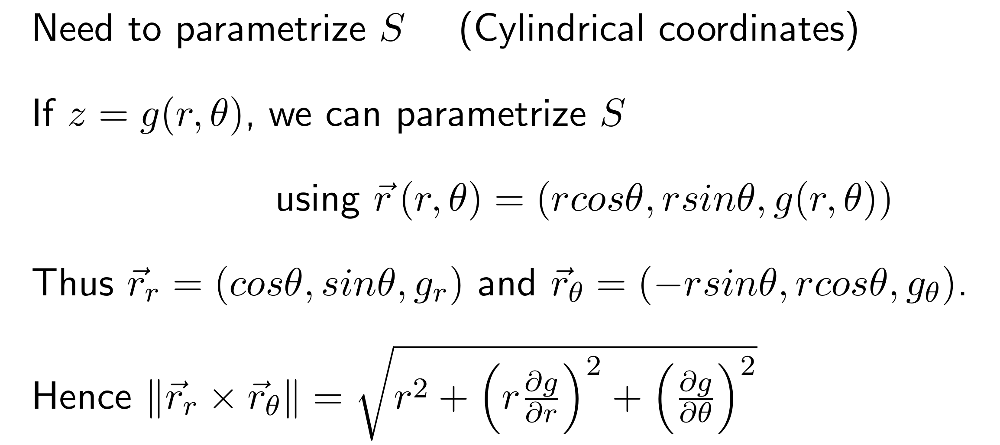 Need to parametrize $S$ (Cylindrical coordinates)
If $z = g(r, \theta)$, we can parametrize $S$
using $\vec{r}\,(r, \theta) = (rcos\theta, rsin\theta, g(r, \theta))$
Thus $\vec{r}_r = (cos\theta, sin\theta, g_r)$ and $\vec{r}_\theta = (-rsin\theta, rcos\theta, g_\theta)$.
Hence $\|\vec{r}_r \times \vec{r}_\theta\| = \sqrt{r^2 + \left(r\frac{\partial g}{\partial r}\right)^2 + \left(\frac{\partial g}{\partial \theta}\right)^2}$